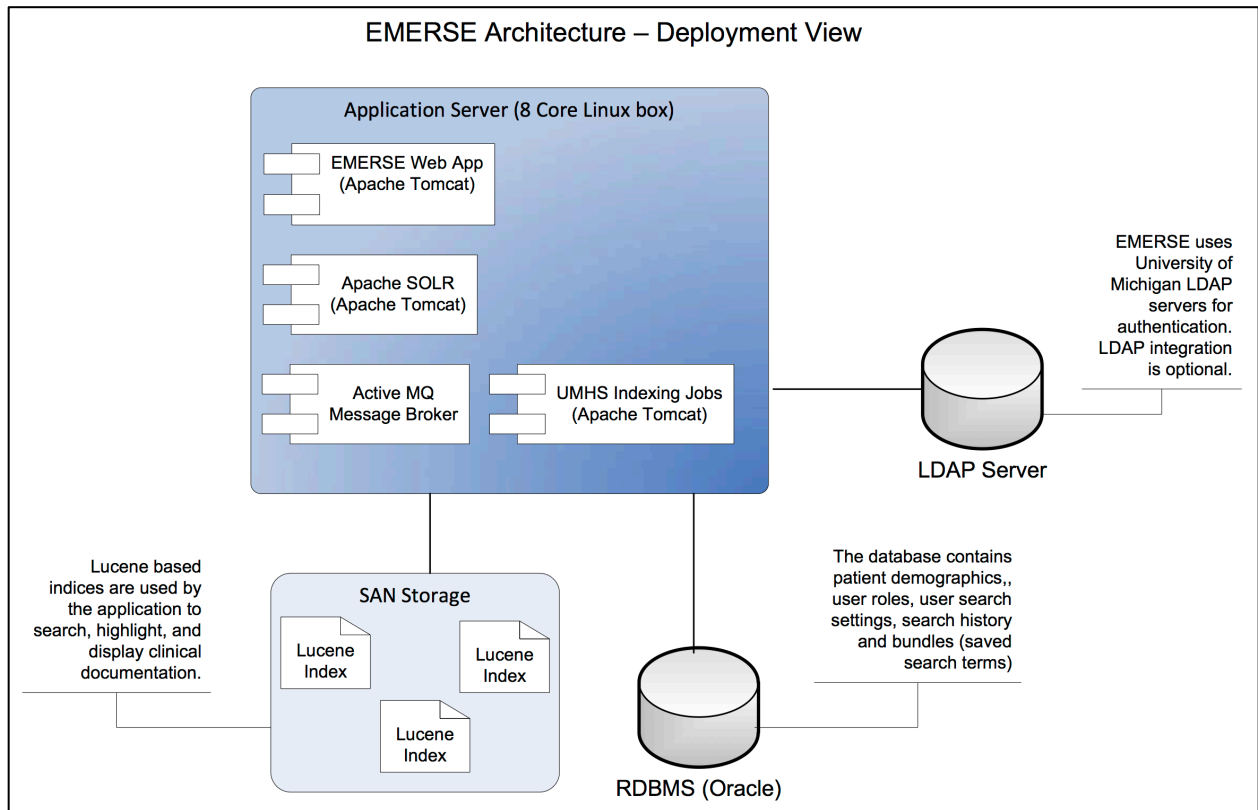 EMERSE Architecture – Deployment View
Application Server (8 Core Linux box)
EMERSE Web App
(Apache Tomcat)
Apache SOLR
(Apache Tomcat)
Active MQ
Message Broker
UMHS Indexing Jobs
(Apache Tomcat)
EMERSE uses
University of
Michigan LDAP
servers for
authentication.
LDAP integration
is optional.
LDAP Server
Lucene based
indices are used by
the application to
search, highlight, and
display clinical
documentation.
SAN Storage
Lucene
Index
Lucene
Index
Lucene
Index
The database contains
patient demographics,,
user roles, user search
settings, search history
and bundles (saved
search terms)
RDBMS (Oracle)